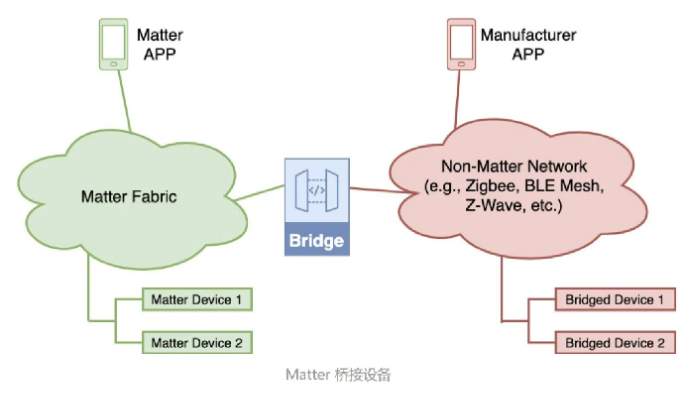 Matter
APP
Manufacturer
APP
Matter Fabric
</>
Bridge
Non-Matter Network
(e.g., Zigbee, BLE Mesh,
Z-Wave, etc.)
Matter Device 1
Matter Device 2
Bridged Device 1
Bridged Device 2
Matter 桥接设备